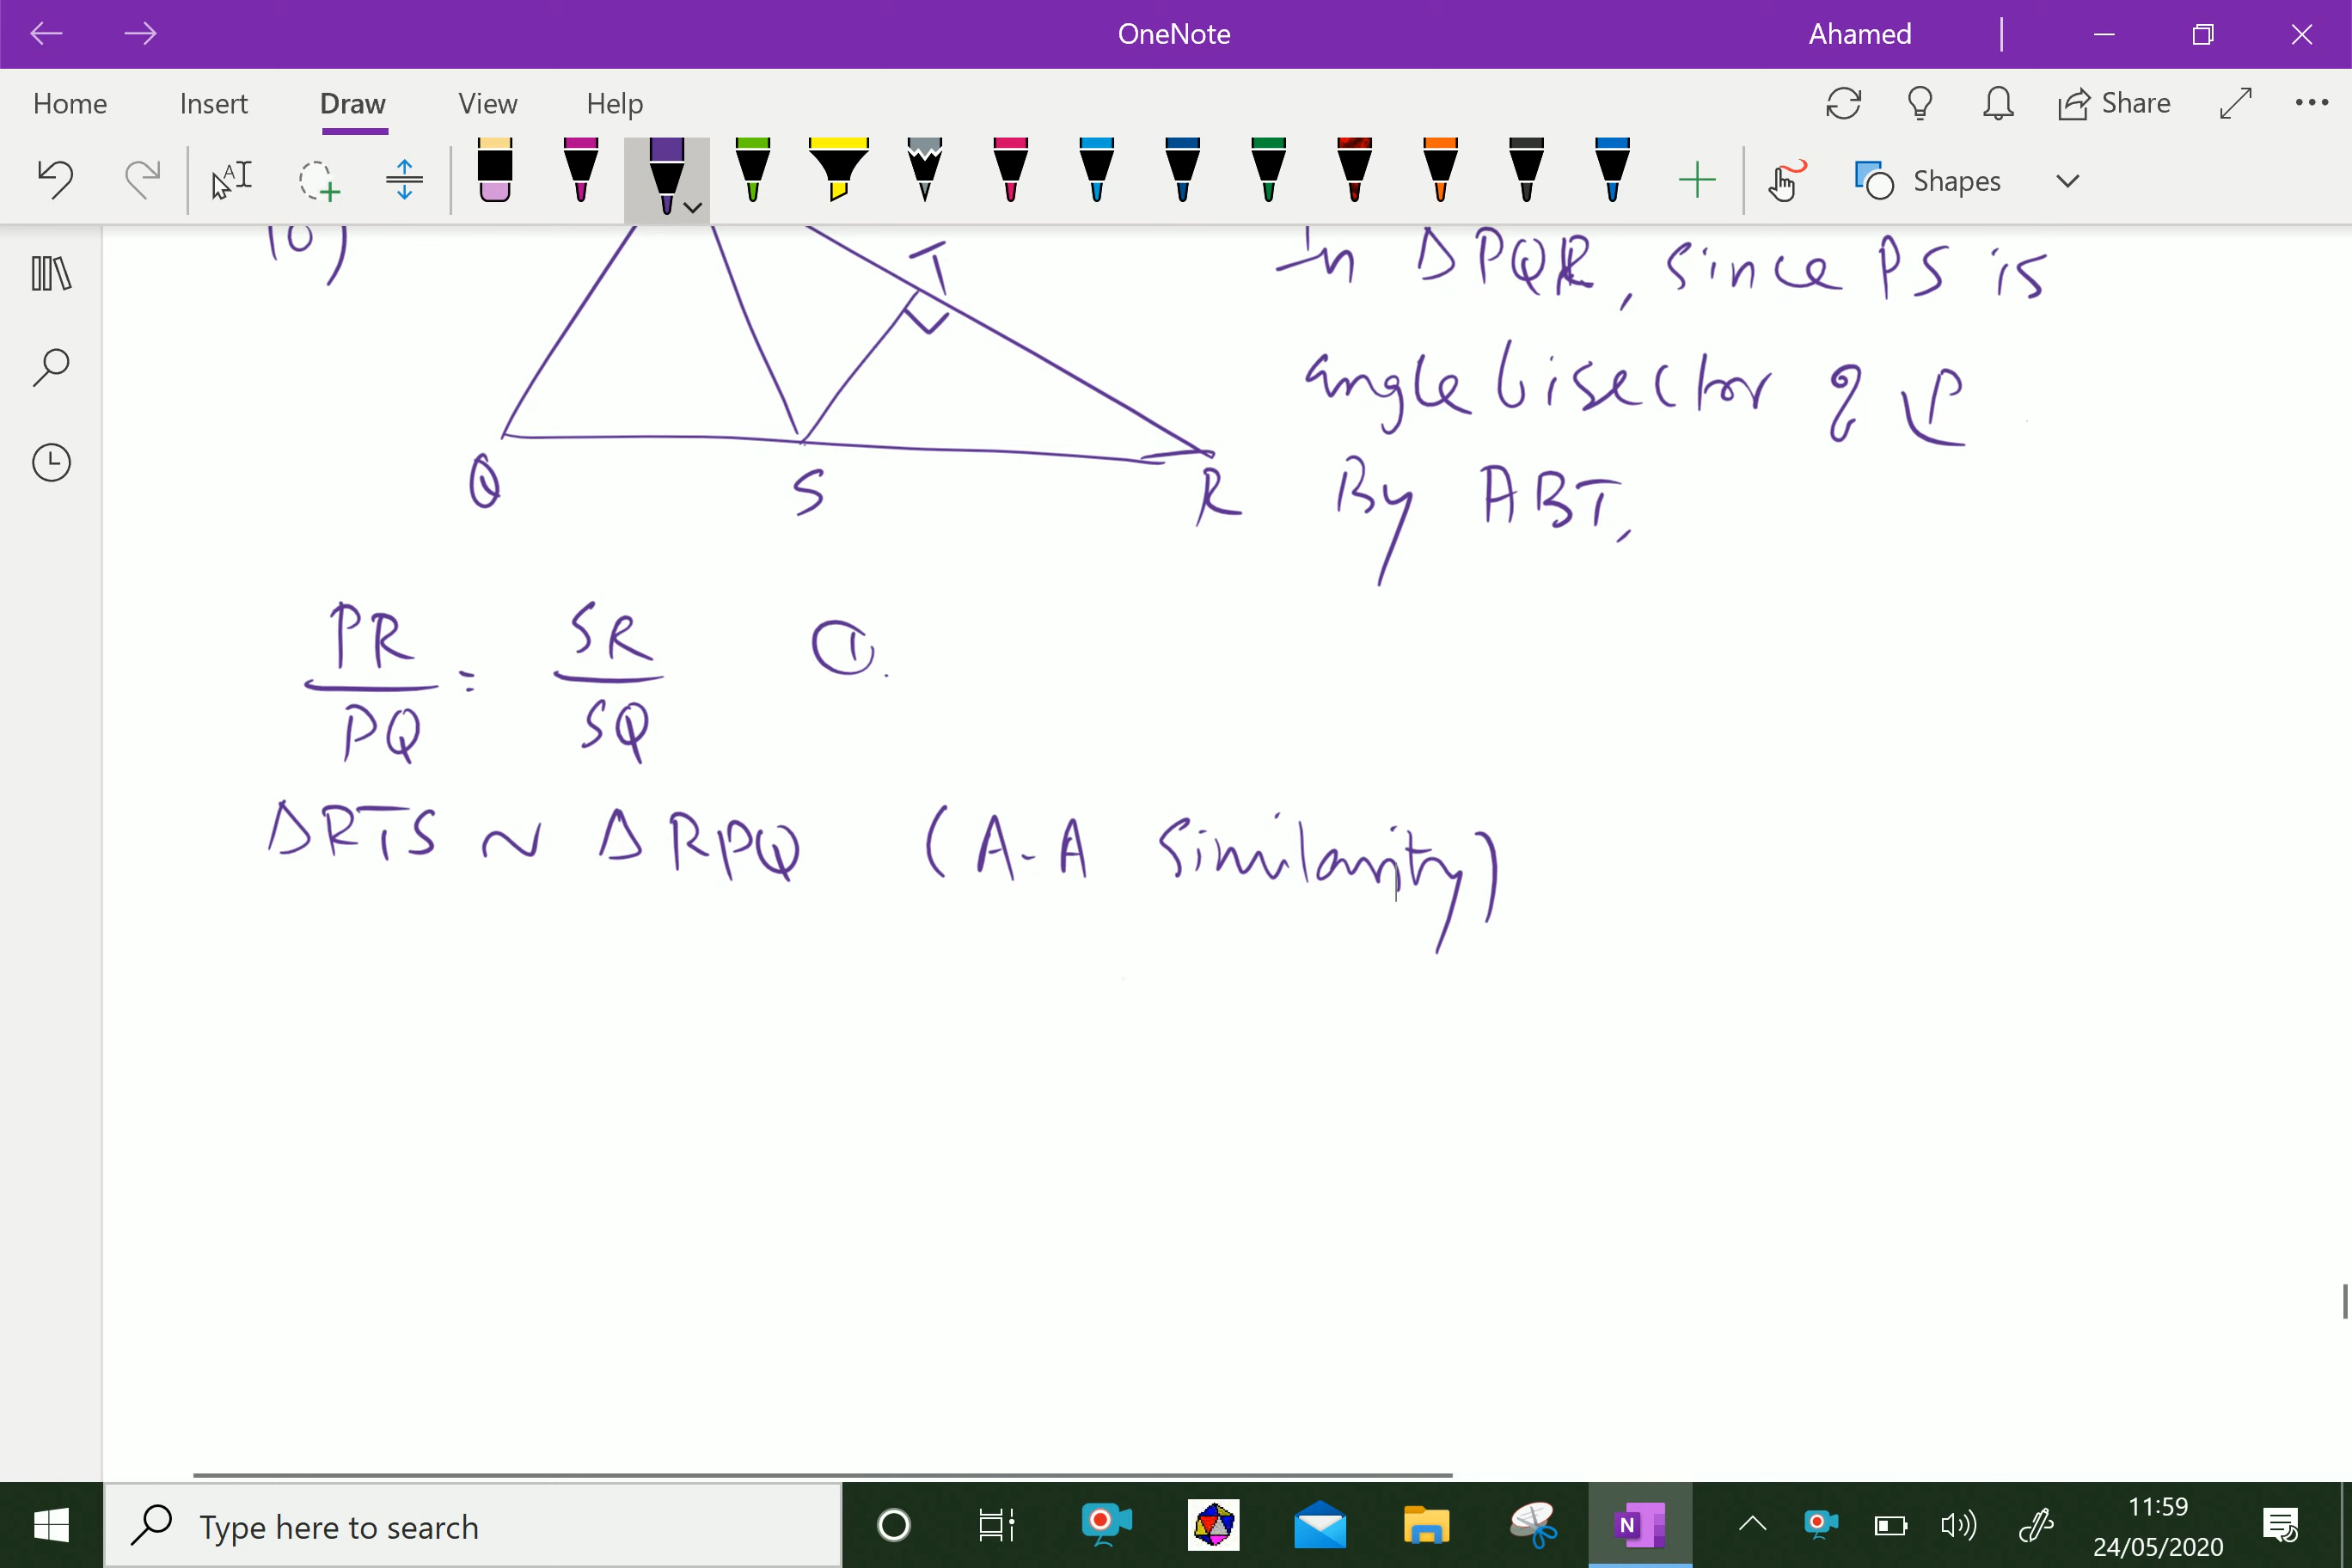 OneNote
Ahamed
Home Insert Draw View Help
Share
Shapes
10)
T
In ΔPQR, since PS is
angle bisector of ∠P
Q S R
By ABT,
PR/PQ = SR/SQ ①.
ΔRTS ~ ΔRPQ (A-A Similarity)
Type here to search
N
11:59
24/05/2020